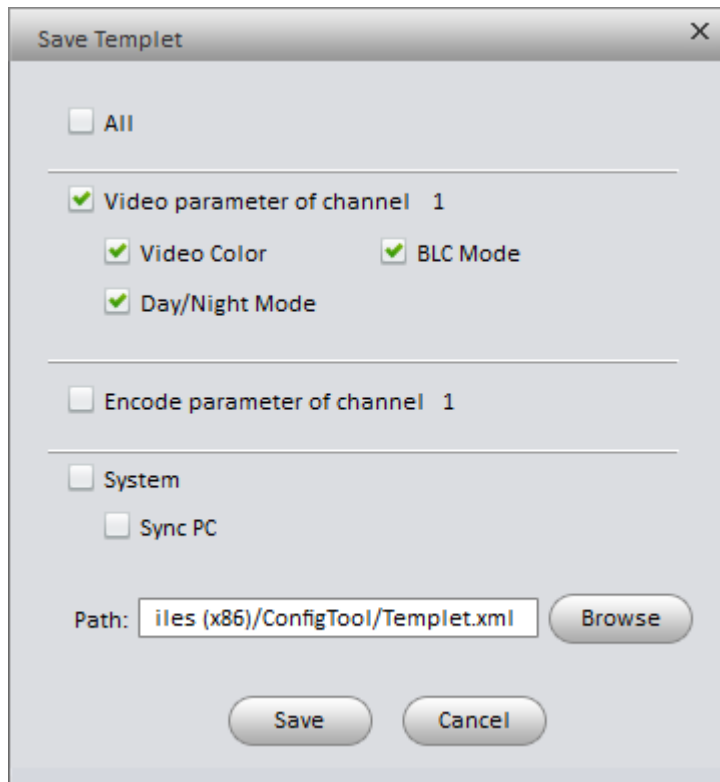 Save Templet
All
Video parameter of channel 1
Video Color BLC Mode
Day/Night Mode
Encode parameter of channel 1
System
Sync PC
Path: iles (x86)/ConfigTool/Templet.xml Browse
Save Cancel